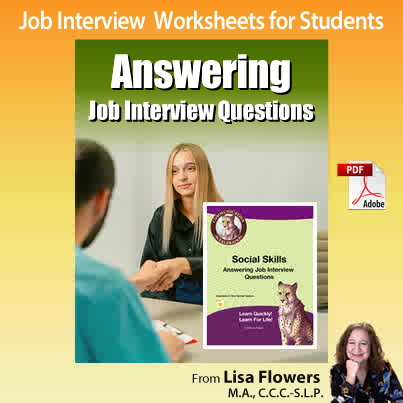 Job Interview Worksheets for Students
Answering
Job Interview Questions
PDF
Adobe
Social Skills
Answering Job Interview
Questions
Learn Quickly!
Learn For Life!
From Lisa Flowers
M.A., C.C.C.-S.L.P.